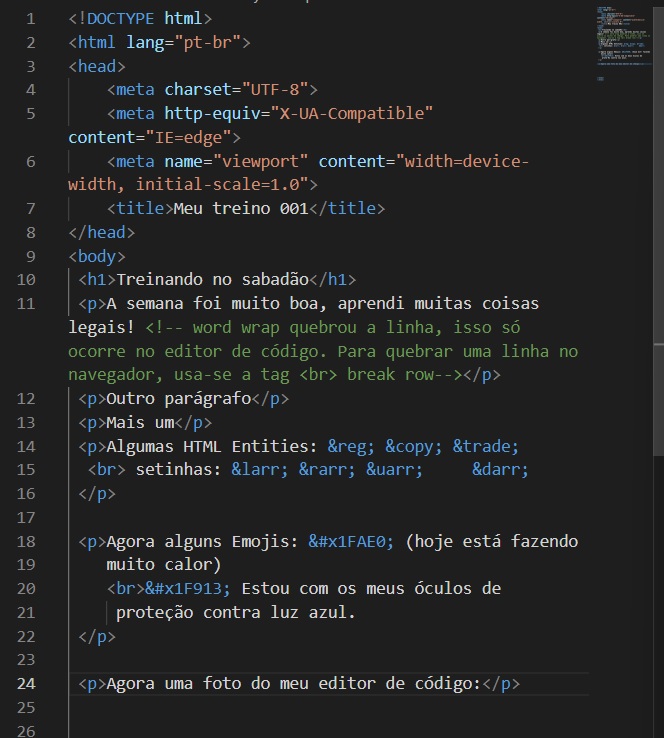 1 <!DOCTYPE html>
2 <html lang="pt-br">
3 <head>
4 <meta charset="UTF-8">
5 <meta http-equiv="X-UA-Compatible"
content="IE=edge">
6 <meta name="viewport" content="width=device-
width, initial-scale=1.0">
7 <title>Meu treino 001</title>
8 </head>
9 <body>
10 <h1>Treinando no sabadão</h1>
11 <p>A semana foi muito boa, aprendi muitas coisas
legais! <!-- word wrap quebrou a linha, isso só
ocorre no editor de código. Para quebrar uma linha no
navegador, usa-se a tag <br> break row--></p>
12 <p>Outro parágrafo</p>
13 <p>Mais um</p>
14 <p>Algumas HTML Entities: &reg; &copy; &trade;
15 <br> setinhas: &larr; &rarr; &uarr; &darr;
16 </p>
17
18 <p>Agora alguns Emojis: &#x1FAE0; (hoje está fazendo
19 muito calor)
20 <br>&#x1F913; Estou com os meus óculos de
21 proteção contra luz azul.
22 </p>
23
24 <p>Agora uma foto do meu editor de código:</p>
25
26